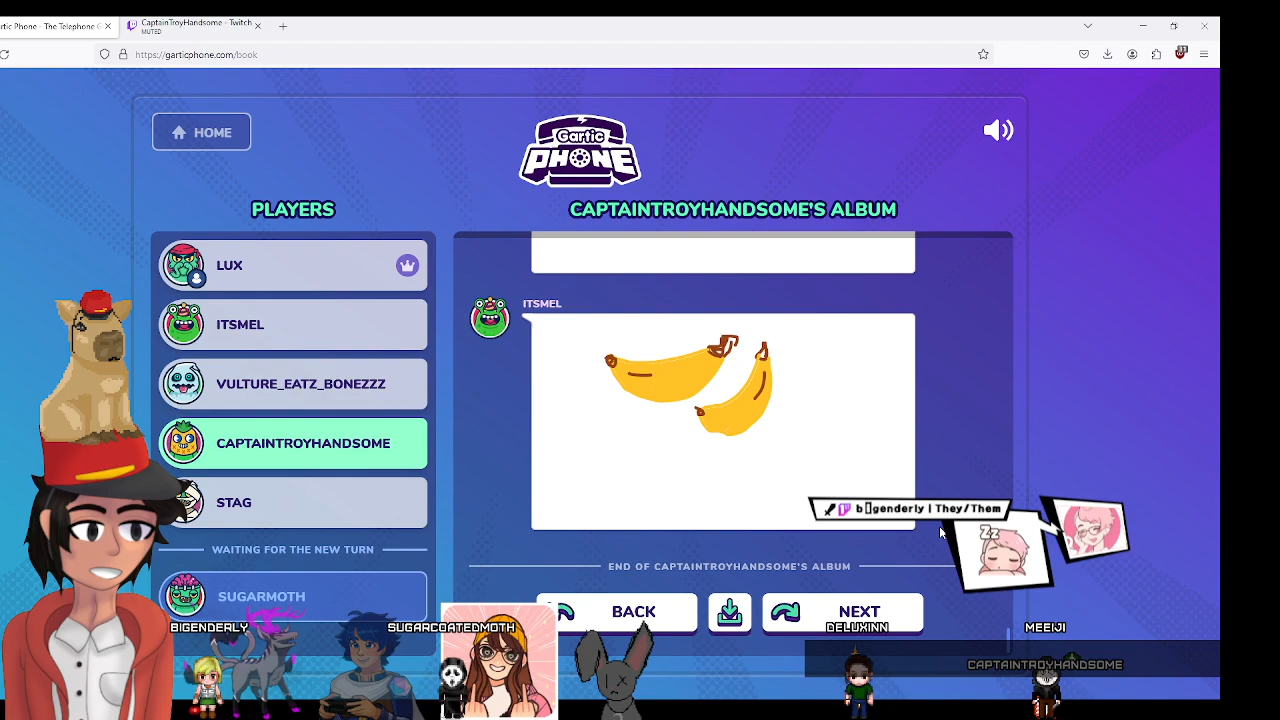 rtic Phone - The Telephone G
CaptainTroyHandsome - Twitch
MUTED
https://garticphone.com/book
HOME
Gartic
PHONE
PLAYERS
CAPTAINTROYHANDSOME'S ALBUM
LUX
ITSMEL
VULTURE_EATZ_BONEZZZ
CAPTAINTROYHANDSOME
STAG
WAITING FOR THE NEW TURN
SUGARMOTH
ITSMEL
b▯genderly | They/Them
Zz
END OF CAPTAINTROYHANDSOME'S ALBUM
BACK
NEXT
BIGENDERLY
SUGARCOATEDMOTH
DELUXINN
MEEIJI
CAPTAINTROYHANDSOME